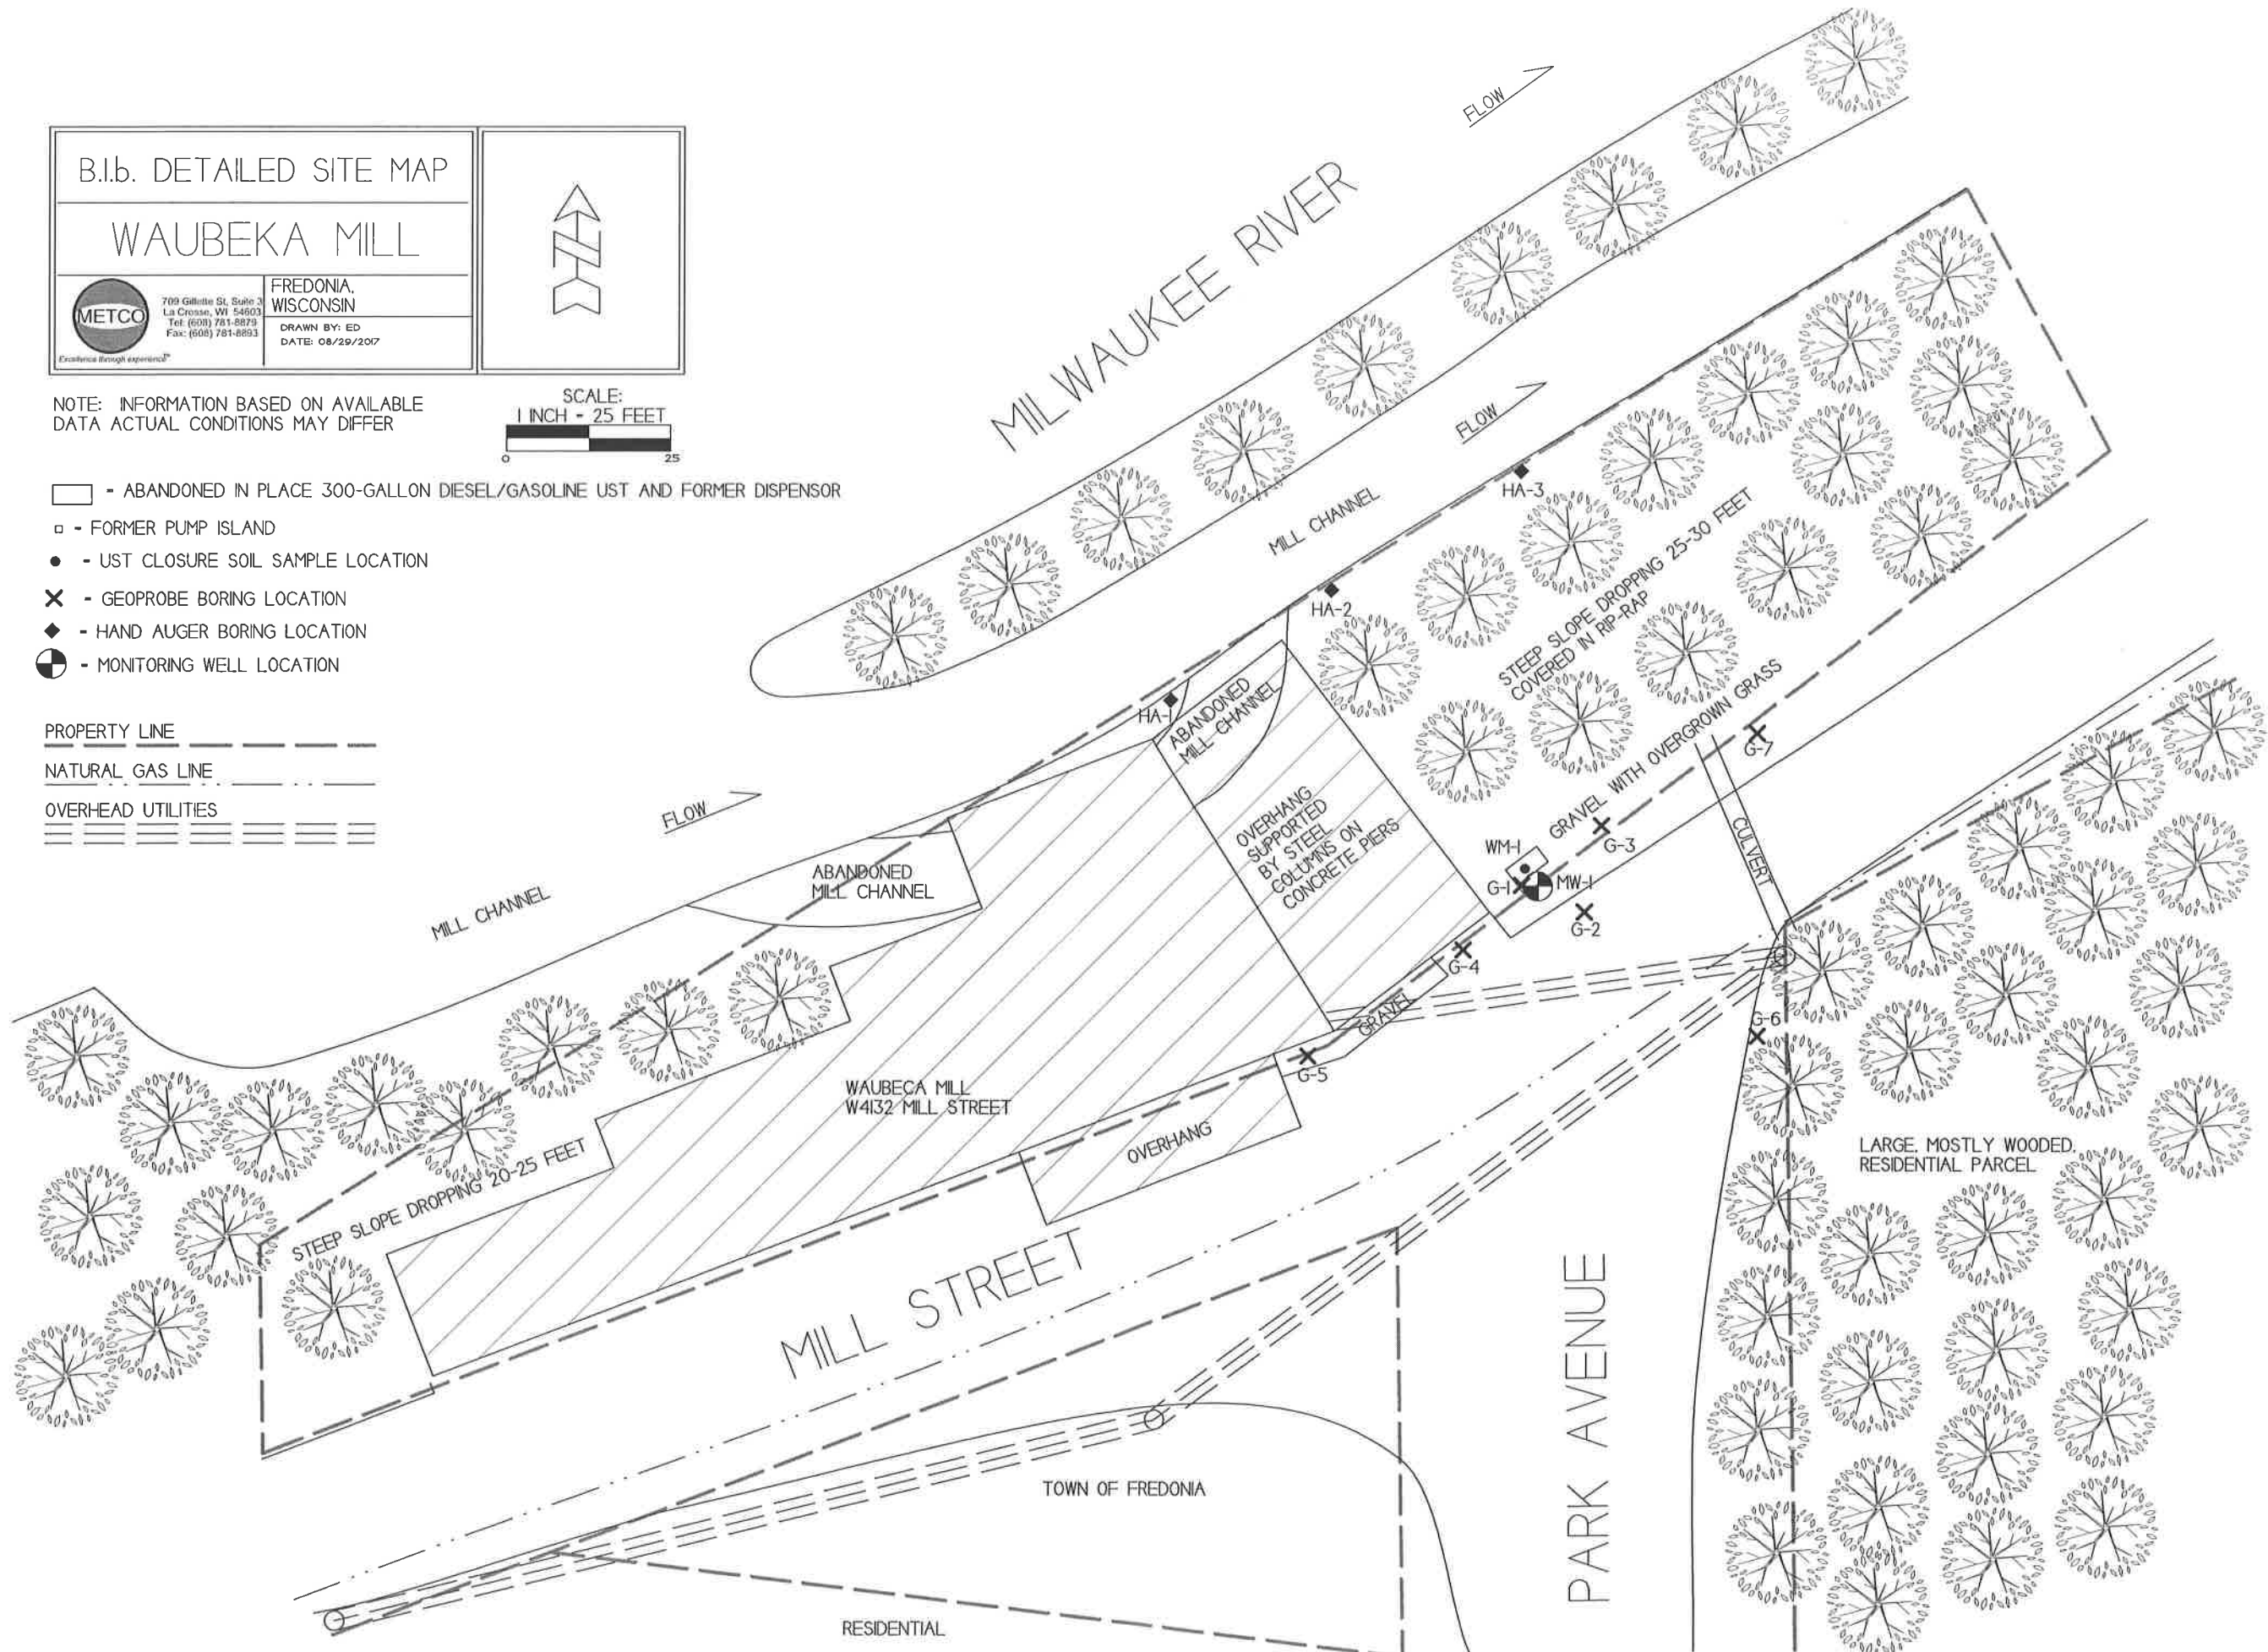 B.1.b. DETAILED SITE MAP
WAUBEKA MILL
METCO
Excellence through experience™
709 Gillette St, Suite 3
La Crosse, WI 54603
Tel: (608) 781-8879
Fax: (608) 781-8893
FREDONIA,
WISCONSIN
DRAWN BY: ED
DATE: 08/29/2017
N
NOTE: INFORMATION BASED ON AVAILABLE
DATA ACTUAL CONDITIONS MAY DIFFER
SCALE:
1 INCH = 25 FEET
0 25
- ABANDONED IN PLACE 300-GALLON DIESEL/GASOLINE UST AND FORMER DISPENSOR
- FORMER PUMP ISLAND
- UST CLOSURE SOIL SAMPLE LOCATION
- GEOPROBE BORING LOCATION
- HAND AUGER BORING LOCATION
- MONITORING WELL LOCATION
PROPERTY LINE
NATURAL GAS LINE
OVERHEAD UTILITIES
FLOW
MILWAUKEE RIVER
FLOW
MILL CHANNEL
HA-3
HA-2
HA-1
STEEP SLOPE DROPPING 25-30 FEET
COVERED IN RIP-RAP
ABANDONED
MILL CHANNEL
GRAVEL WITH OVERGROWN GRASS
G-7
OVERHANG
SUPPORTED
BY STEEL
COLUMNS ON
CONCRETE PIERS
WM-1
G-3
G-1
MW-1
G-2
CULVERT
FLOW
MILL CHANNEL
ABANDONED
MILL CHANNEL
G-4
GRAVEL
G-5
G-6
WAUBECA MILL
W4132 MILL STREET
OVERHANG
STEEP SLOPE DROPPING 20-25 FEET
LARGE, MOSTLY WOODED,
RESIDENTIAL PARCEL
MILL STREET
PARK AVENUE
TOWN OF FREDONIA
RESIDENTIAL